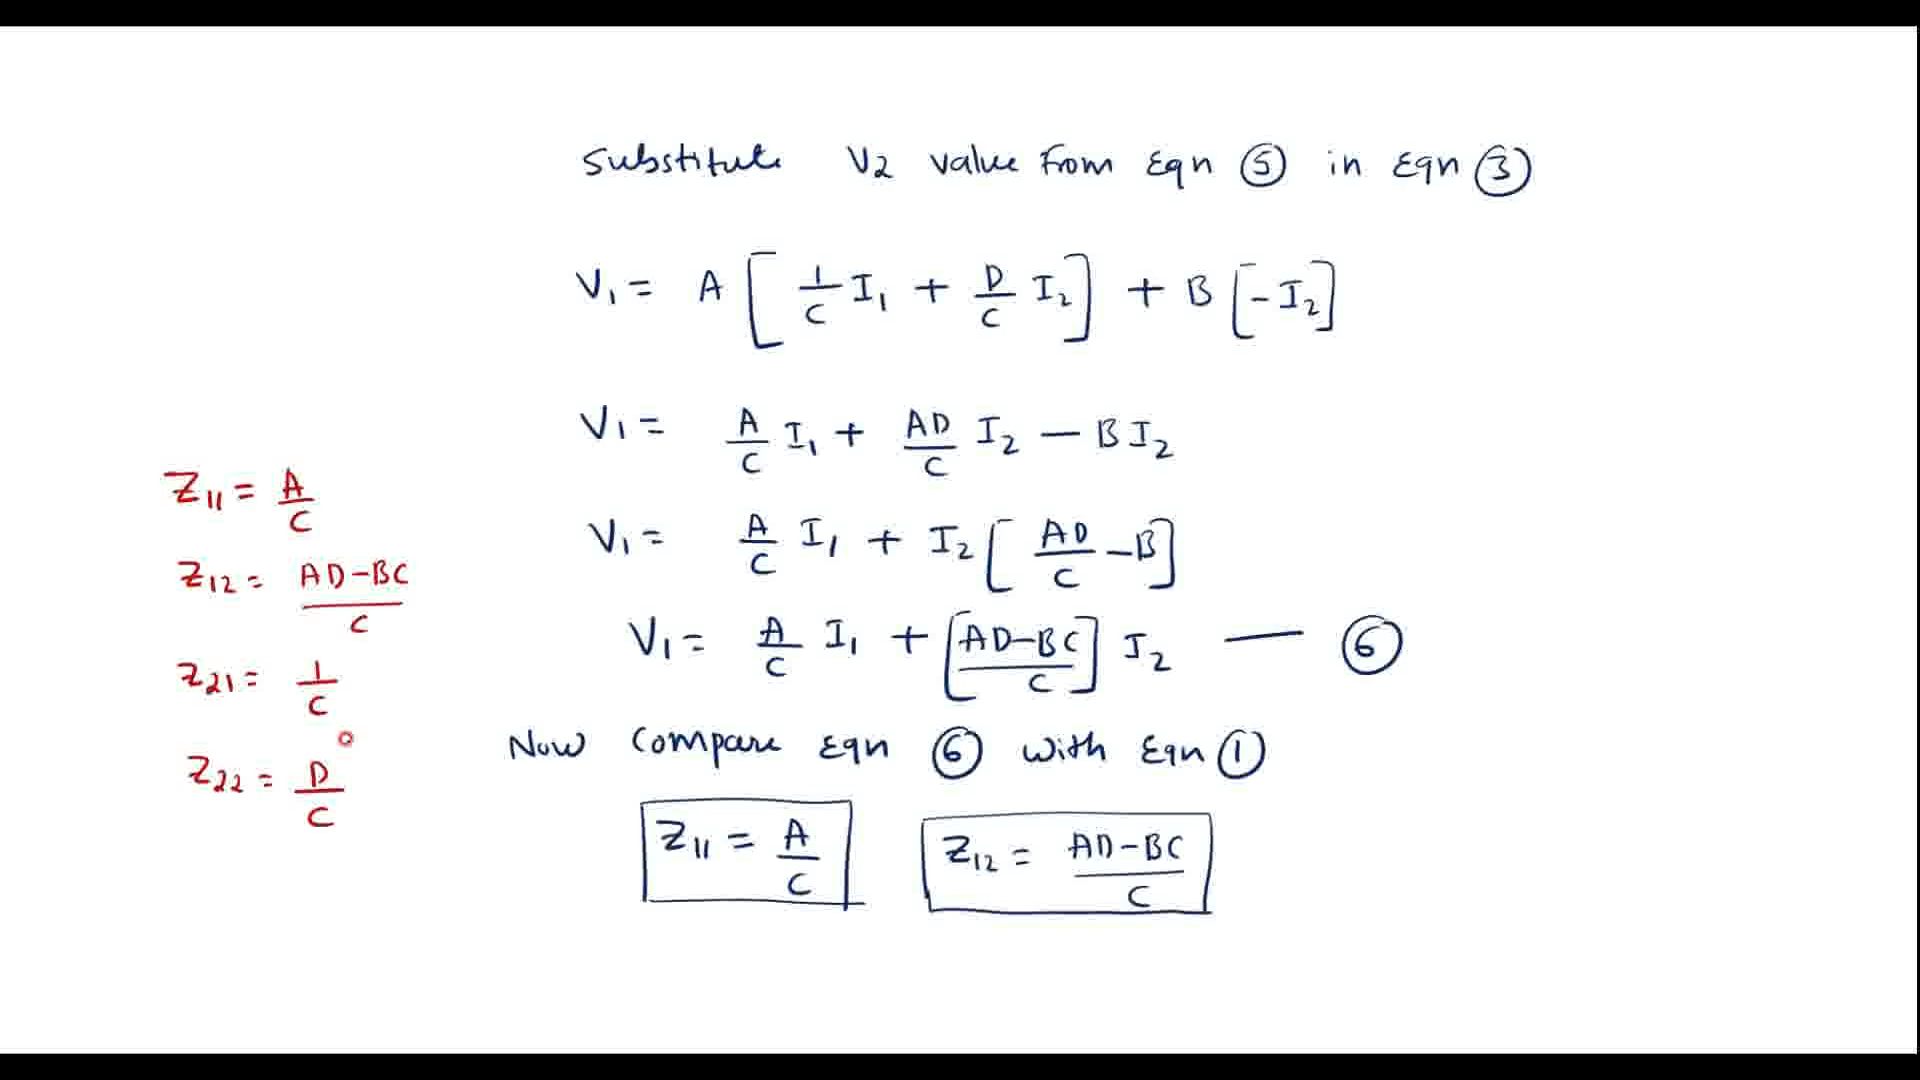 Substitute V2 value from Eqn ⑤ in Eqn ③
V₁ = A [ 1/C I₁ + D/C I₂ ] + B [ -I₂ ]
V₁ = A/C I₁ + AD/C I₂ - BI₂
V₁ = A/C I₁ + I₂ [ AD/C - B ]
V₁ = A/C I₁ + [ AD-BC/C ] I₂ — ⑥
Now Compare Eqn ⑥ with Eqn ①
Z₁₁ = A/C
Z₁₂ = AD-BC/C
Z₁₁ = A/C
Z₁₂ = AD-BC/C
Z₂₁ = 1/C
Z₂₂ = D/C